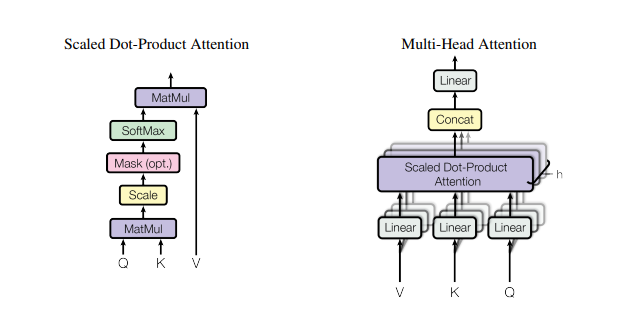 Scaled Dot-Product Attention
MatMul
SoftMax
Mask (opt.)
Scale
MatMul
Q K V
Multi-Head Attention
Linear
Concat
Scaled Dot-Product
Attention
h
Linear Linear Linear
V K Q